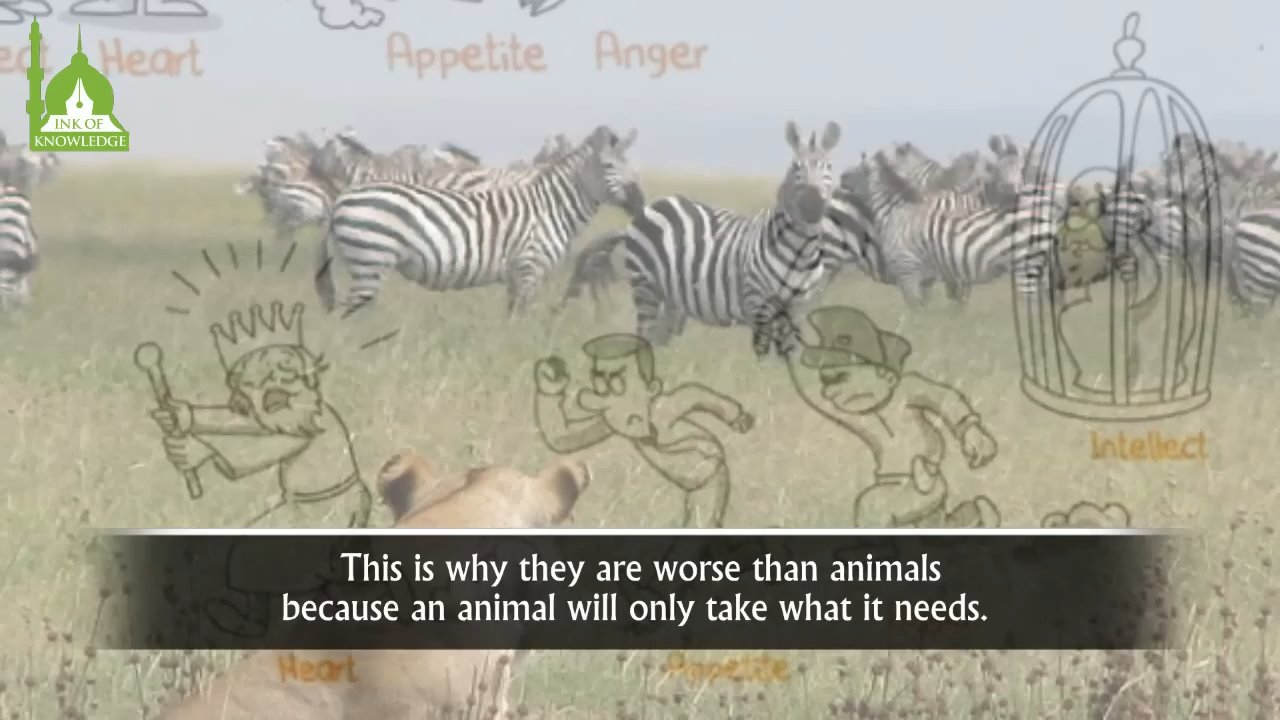 Heart
Appetite Anger
INK OF
KNOWLEDGE
Intellect
This is why they are worse than animals
because an animal will only take what it needs.
Heart
Appetite